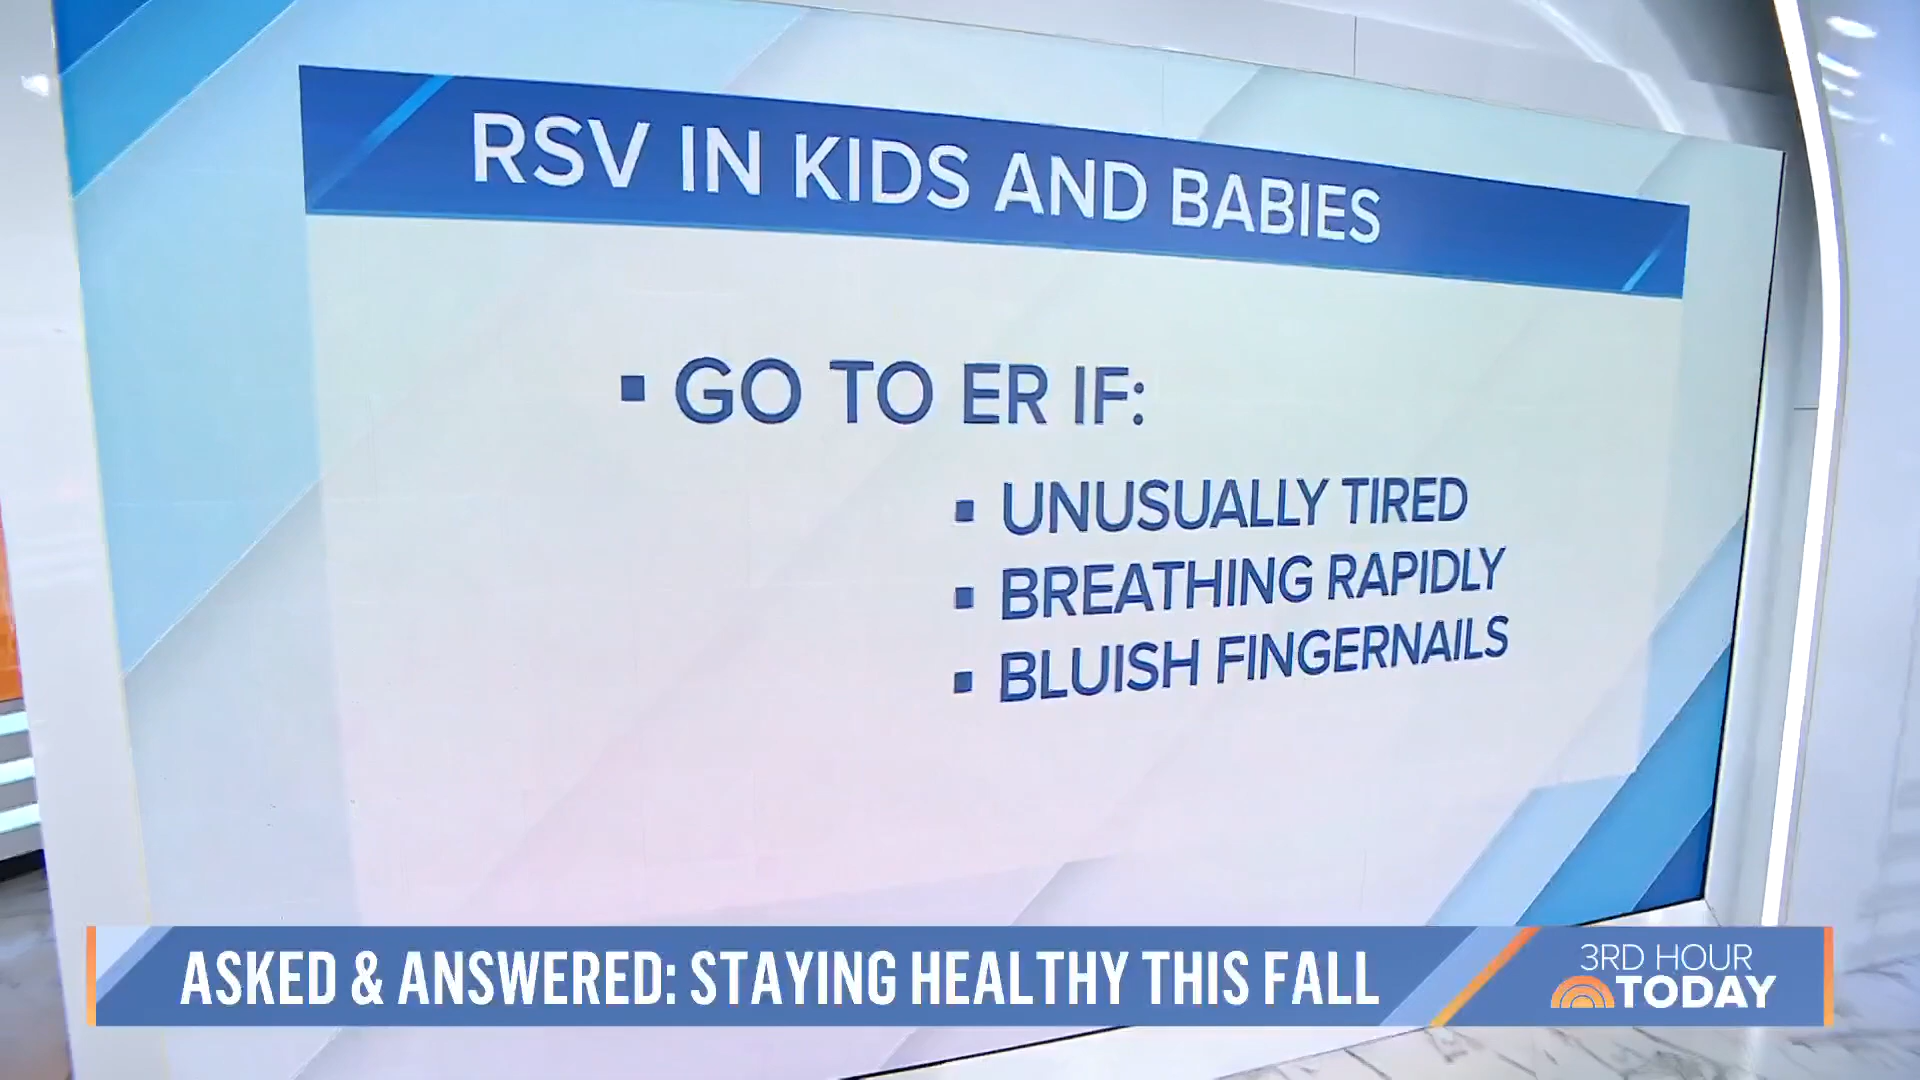 RSV IN KIDS AND BABIES
▪ GO TO ER IF:
▪ UNUSUALLY TIRED
▪ BREATHING RAPIDLY
▪ BLUISH FINGERNAILS
ASKED & ANSWERED: STAYING HEALTHY THIS FALL
3RD HOUR
TODAY